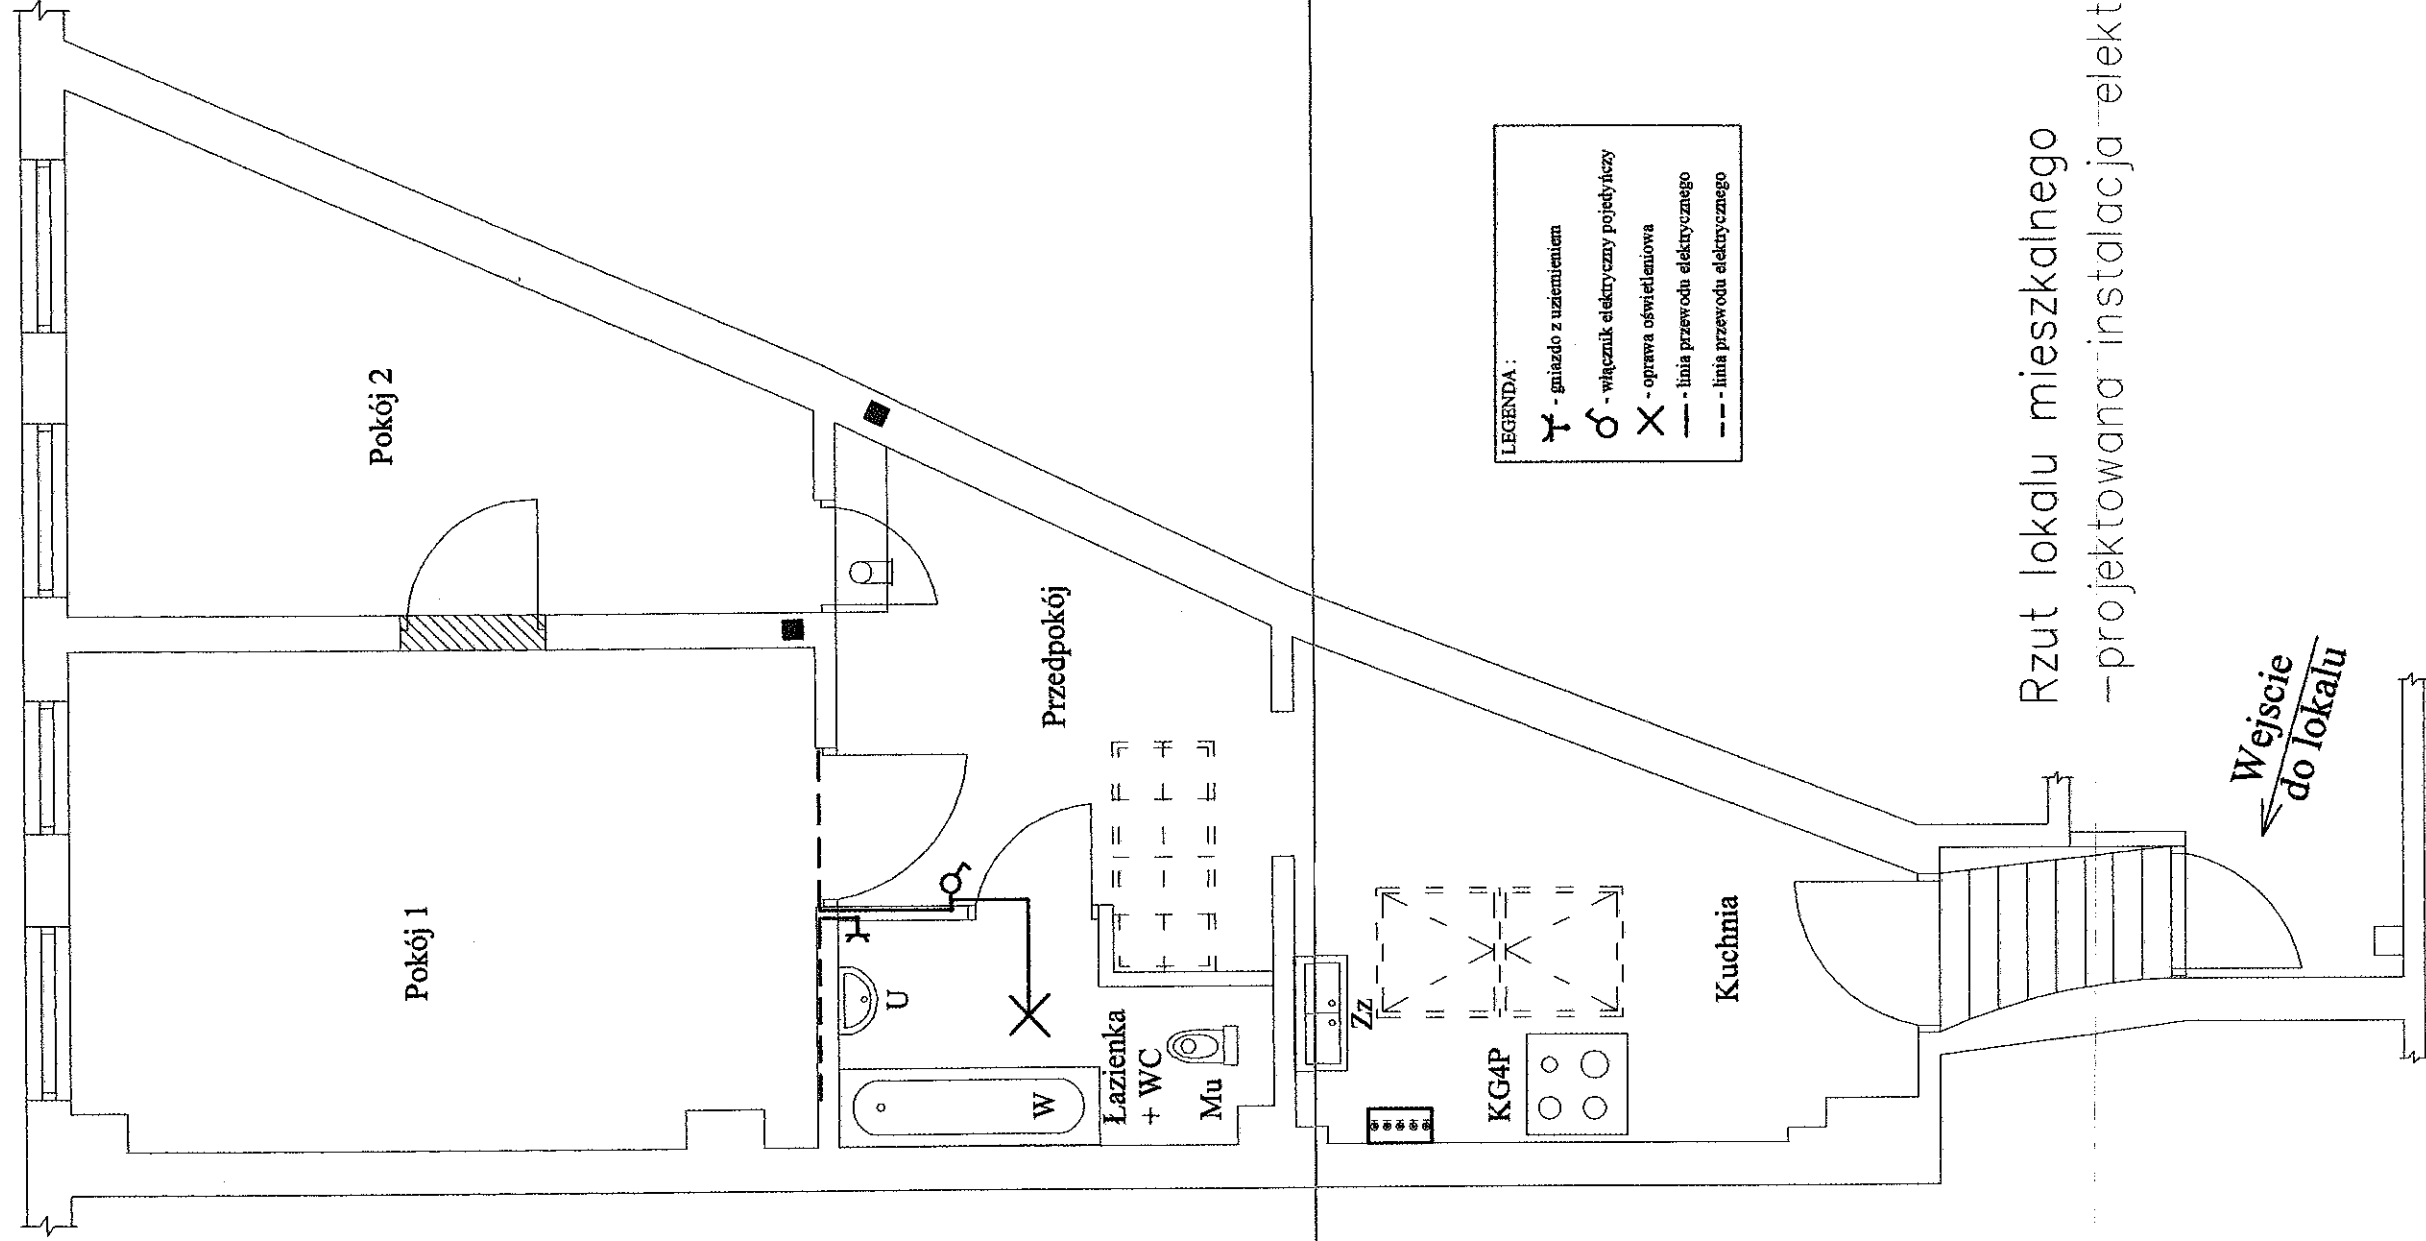 Pokój 1
Pokój 2
Przedpokój
U
W
Łazienka
+ WC
Mu
Zz
KG4P
Kuchnia
LEGENDA :
- gniazdo z uziemieniem
- włącznik elektryczny pojedyńczy
- oprawa oświetleniowa
- linia przewodu elektrycznego
- linia przewodu elektrycznego
Rzut lokalu mieszkalnego
-projektowana instalacja elekt
Wejscie
do lokalu